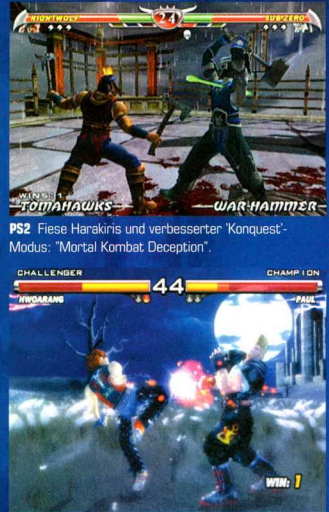 NIGHTWOLF 24 SUB-ZERO
WINS: 1
TOMAHAWKS WAR HAMMER
PS2 Fiese Harakiris und verbesserter 'Konquest'-
Modus: "Mortal Kombat Deception".
CHALLENGER CHAMPION
44
HWOARANG PAUL
WIN: 1